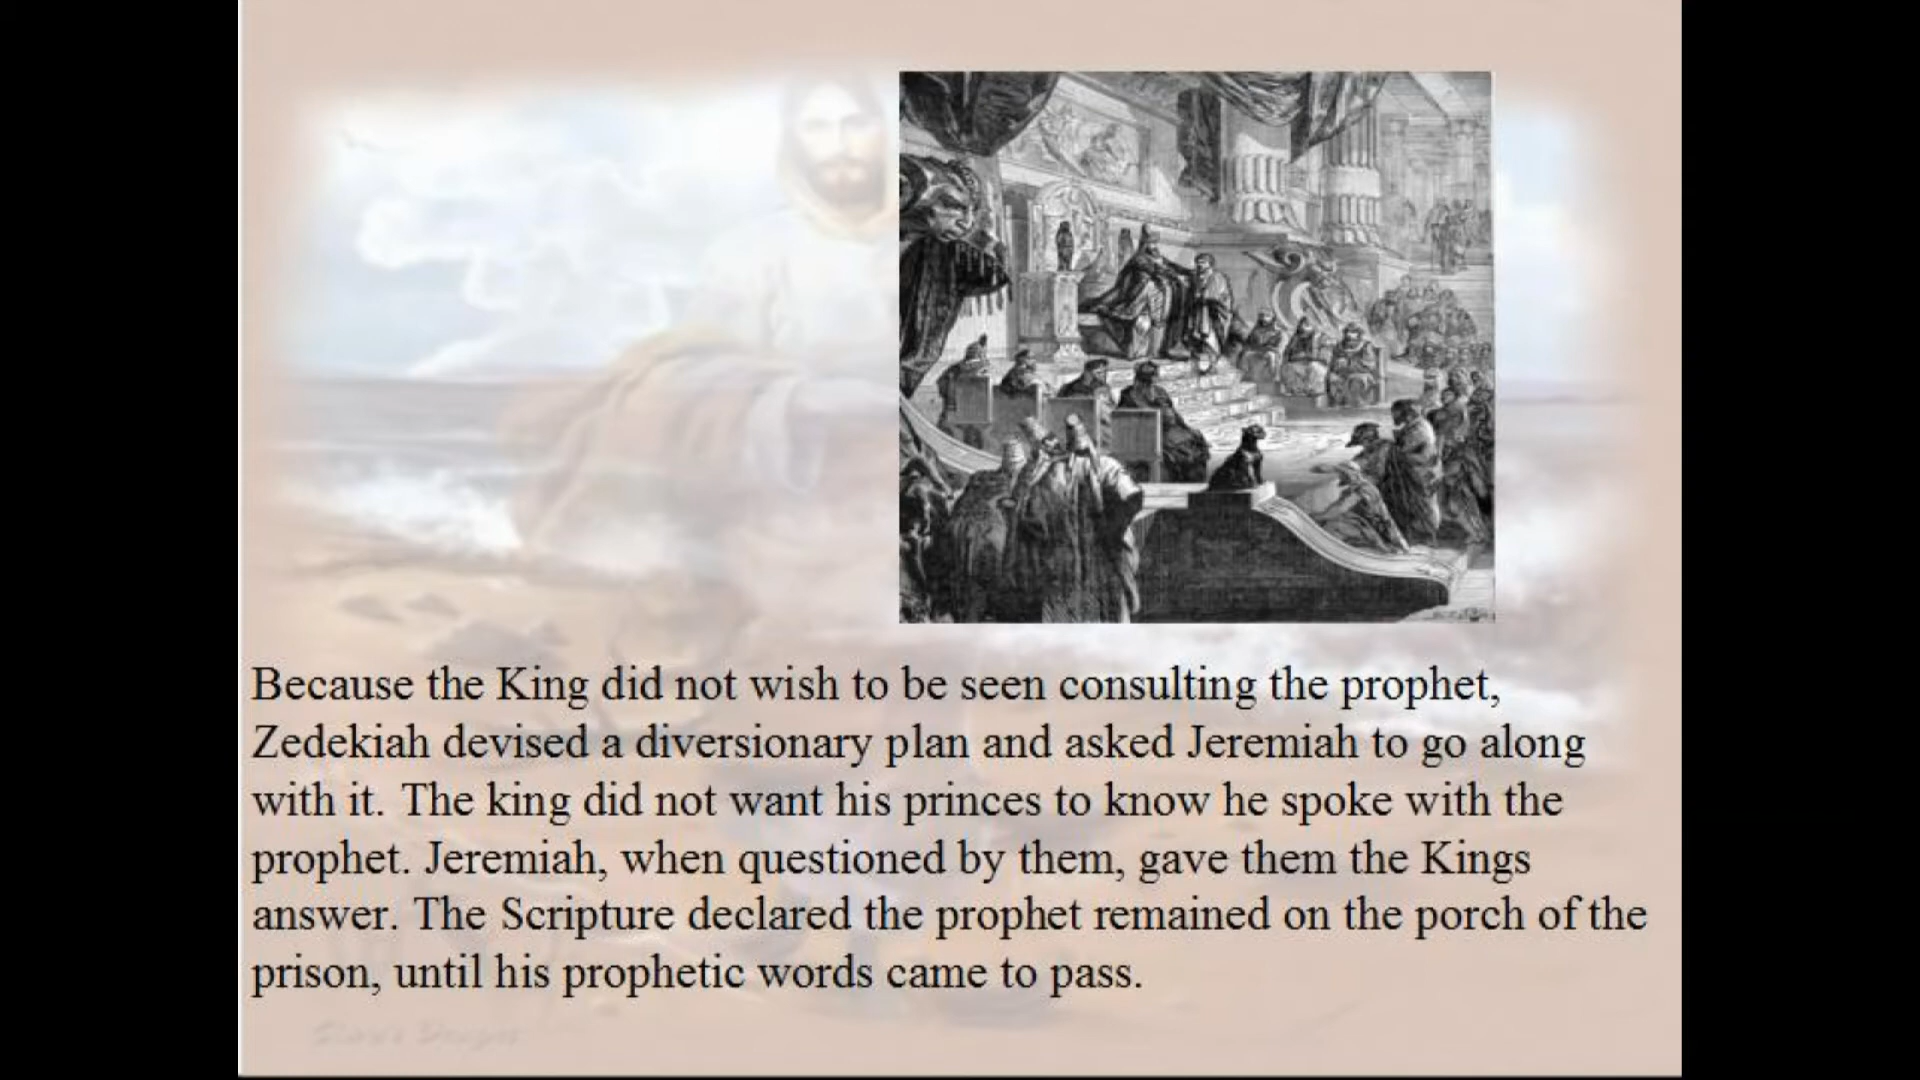 Because the King did not wish to be seen consulting the prophet,
Zedekiah devised a diversionary plan and asked Jeremiah to go along
with it. The king did not want his princes to know he spoke with the
prophet. Jeremiah, when questioned by them, gave them the Kings
answer. The Scripture declared the prophet remained on the porch of the
prison, until his prophetic words came to pass.